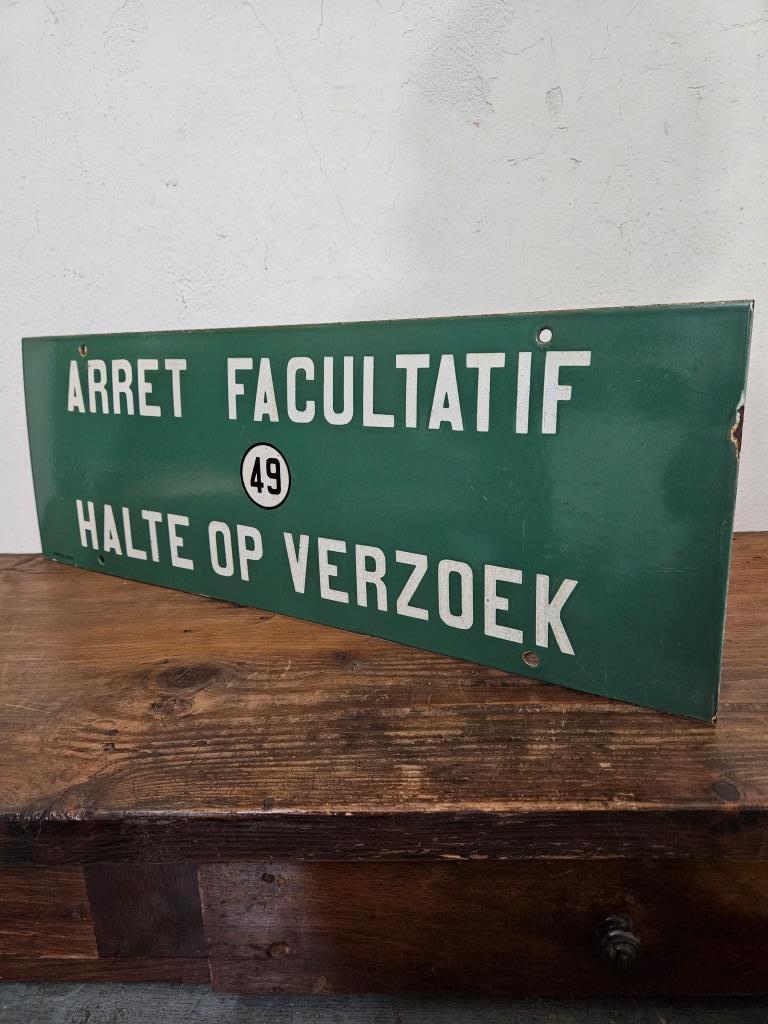 ARRET FACULTATIF
49
HALTE OP VERZOEK